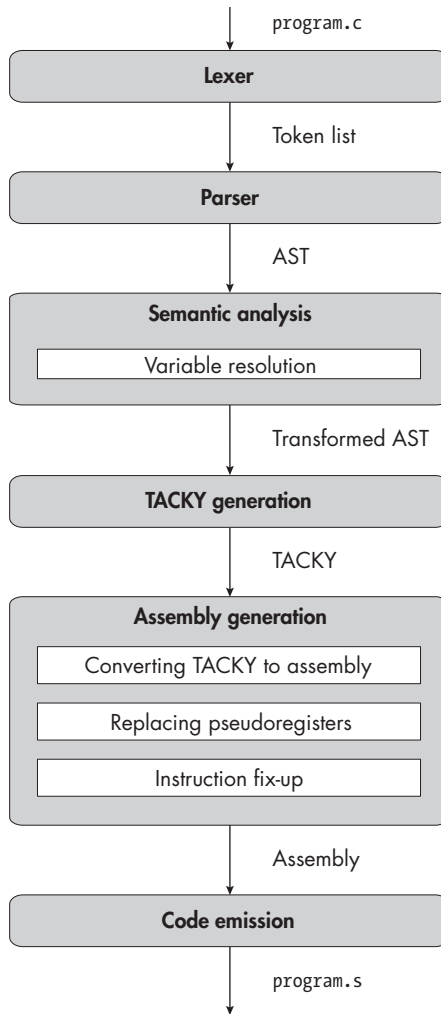 program.c
Lexer
Token list
Parser
AST
Semantic analysis
Variable resolution
Transformed AST
TACKY generation
TACKY
Assembly generation
Converting TACKY to assembly
Replacing pseudoregisters
Instruction fix-up
Assembly
Code emission
program.s